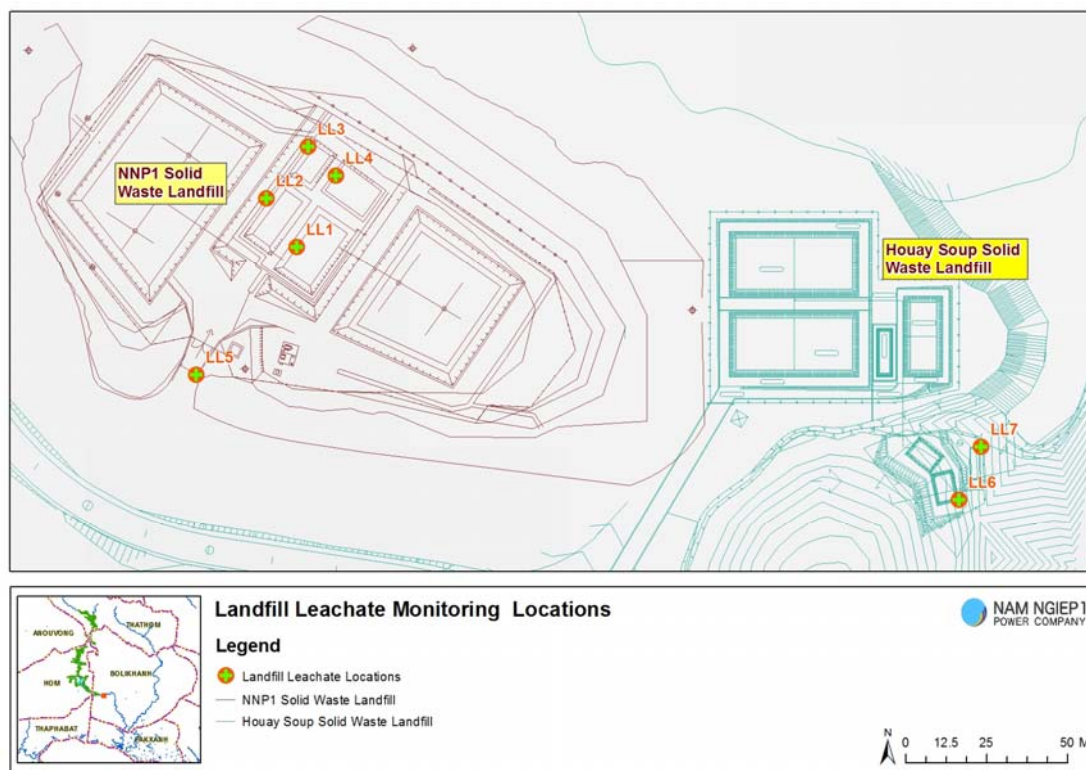 LL3
LL4
NNP1 Solid
Waste Landfill
LL2
LL1
Houay Soup Solid
Waste Landfill
LL5
LL7
LL6
Landfill Leachate Monitoring Locations
NAM NGIEP1
POWER COMPANY
Legend
Landfill Leachate Locations
NNP1 Solid Waste Landfill
Houay Soup Solid Waste Landfill
ANOUVONG
THATHOM
BOLIKHANH
HOM
THAPHABAT
PAKXANH
N
0 12.5 25 50 M